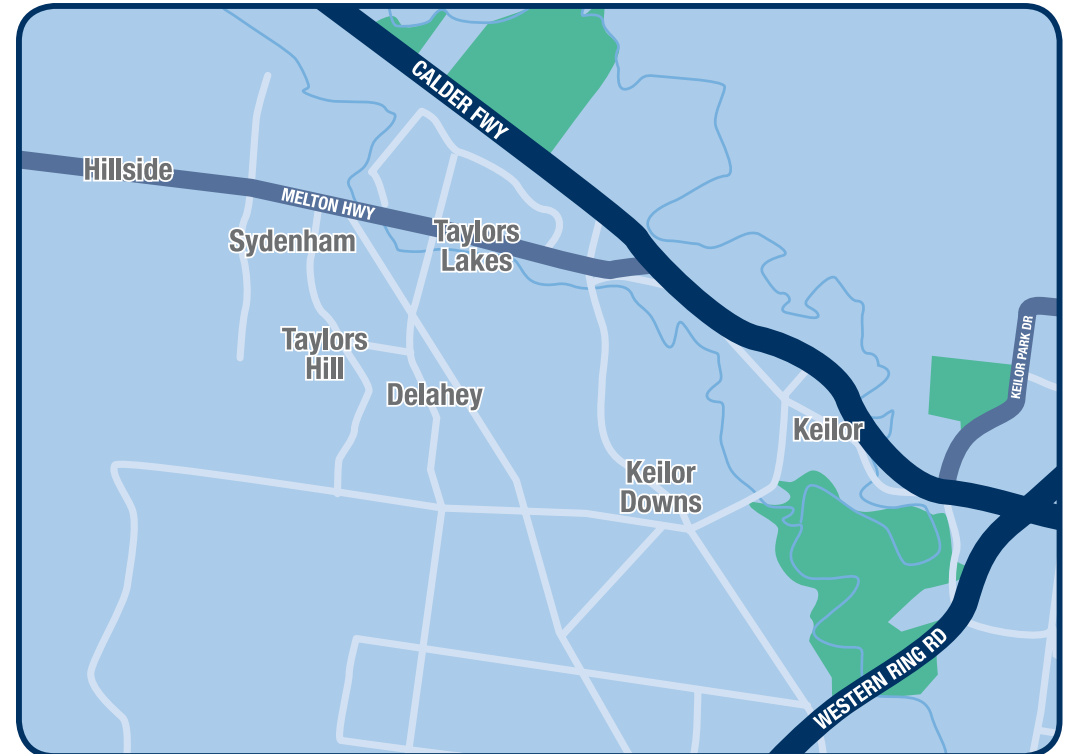 CALDER FWY
Hillside
MELTON HWY
Sydenham
Taylors
Lakes
Taylors
Hill
Delahey
KEILOR PARK DR
Keilor
Keilor
Downs
WESTERN RING RD